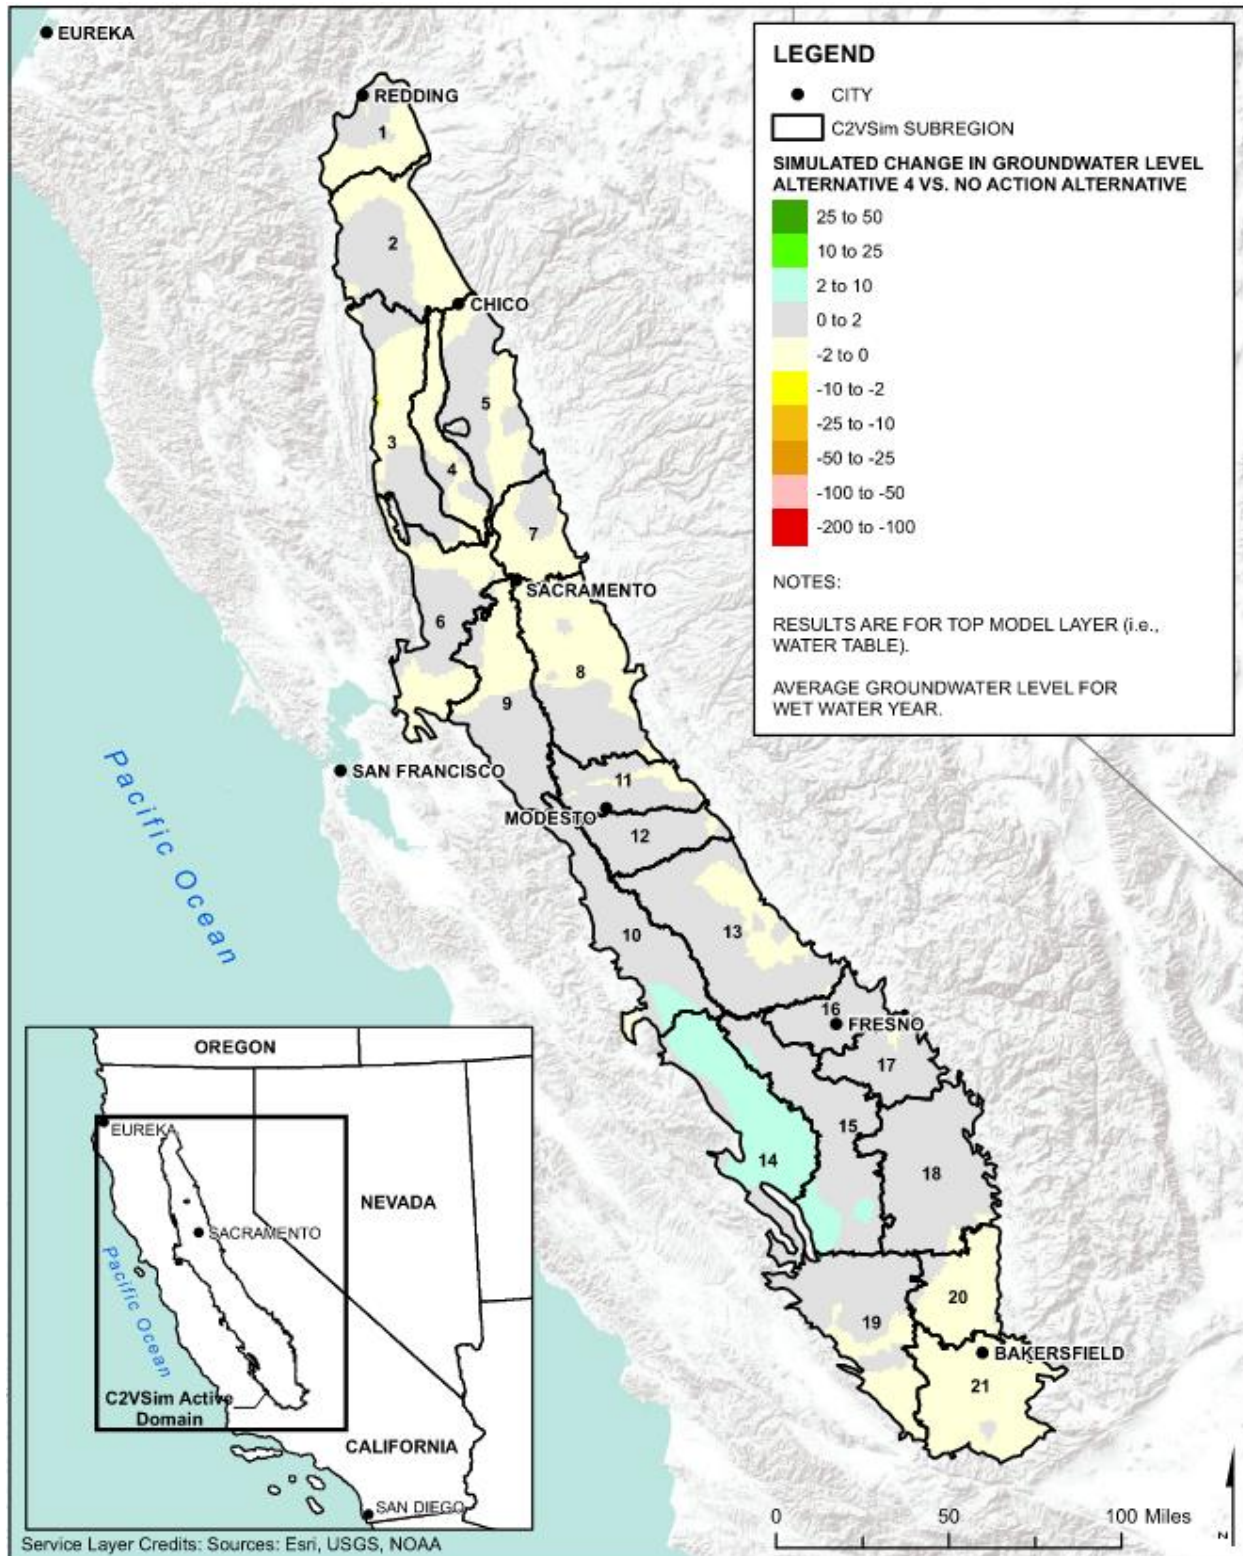 EUREKA
REDDING
1
2
CHICO
5
3
4
7
SACRAMENTO
6
8
9
SAN FRANCISCO
11
MODESTO
12
10
13
16
FRESNO
17
15
14
18
20
19
BAKERSFIELD
21
Pacific Ocean
LEGEND
CITY
C2VSim SUBREGION
SIMULATED CHANGE IN GROUNDWATER LEVEL
ALTERNATIVE 4 VS. NO ACTION ALTERNATIVE
25 to 50
10 to 25
2 to 10
0 to 2
-2 to 0
-10 to -2
-25 to -10
-50 to -25
-100 to -50
-200 to -100
NOTES:
RESULTS ARE FOR TOP MODEL LAYER (i.e.,
WATER TABLE).
AVERAGE GROUNDWATER LEVEL FOR
WET WATER YEAR.
OREGON
EUREKA
NEVADA
SACRAMENTO
Pacific Ocean
C2VSim Active
Domain
CALIFORNIA
SAN DIEGO
0 50 100 Miles
N
Service Layer Credits: Sources: Esri, USGS, NOAA